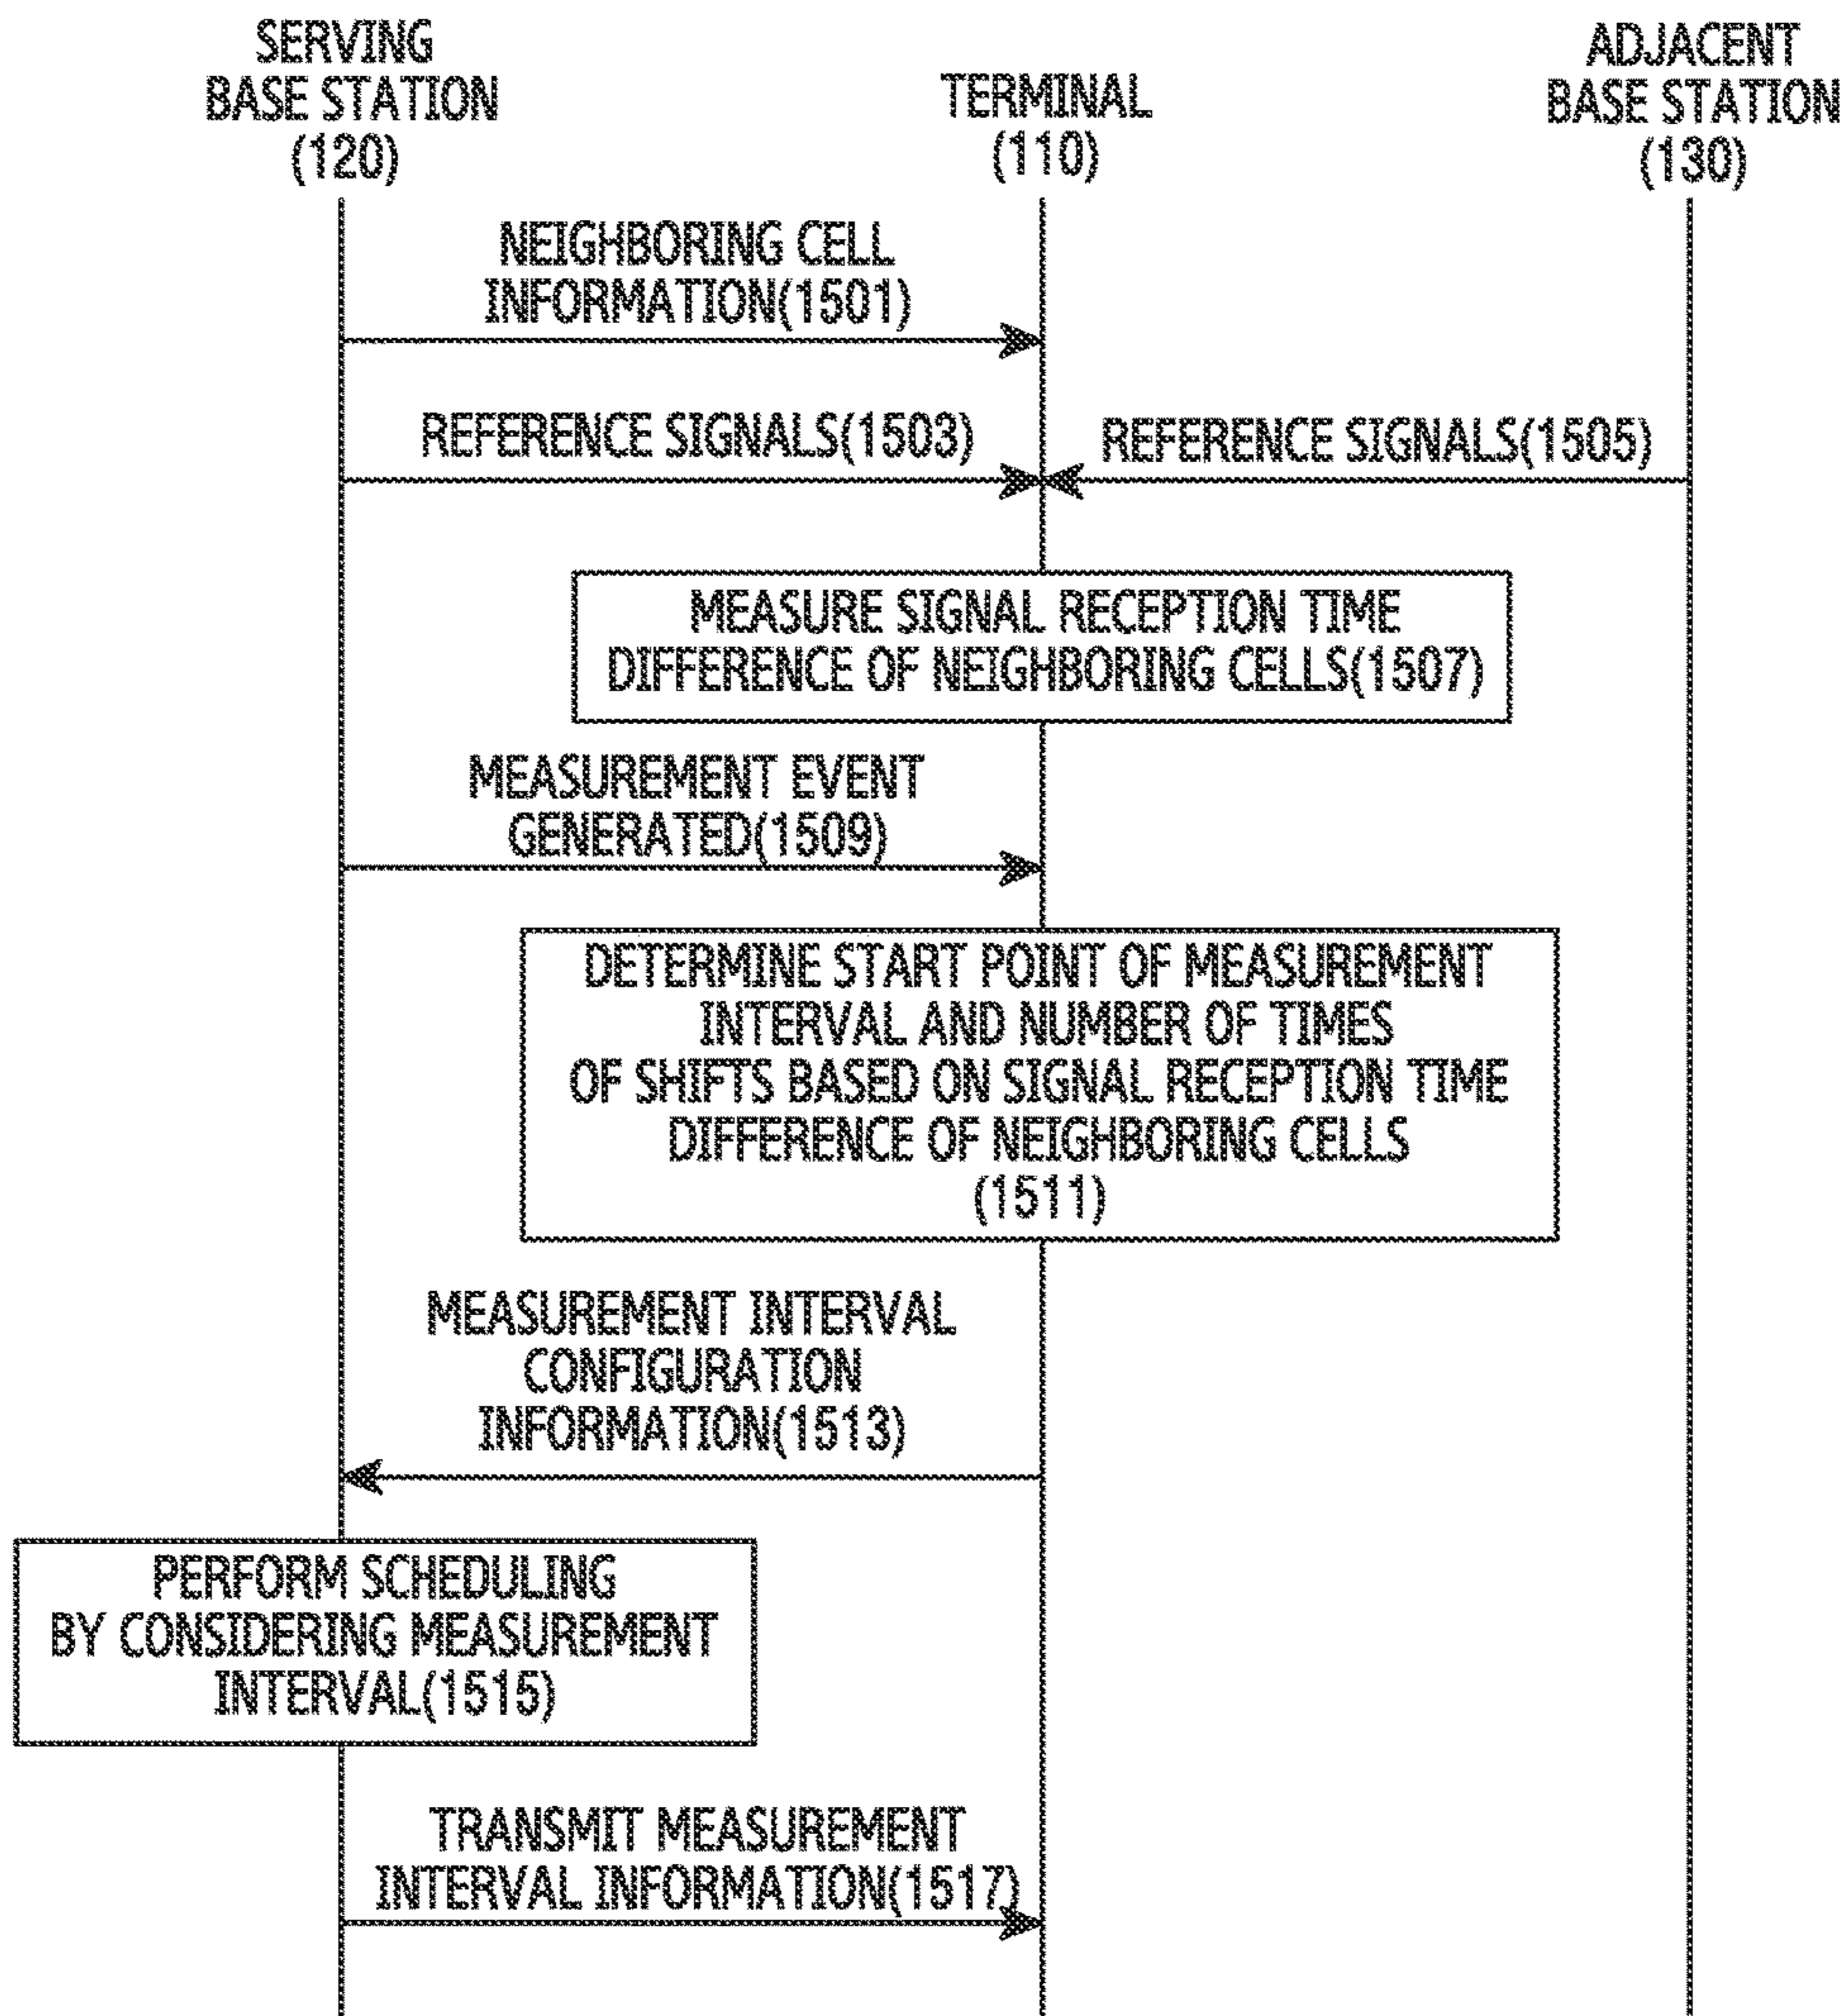 SERVING
BASE STATION
(120)
TERMINAL
(110)
ADJACENT
BASE STATION
(130)
NEIGHBORING CELL
INFORMATION(1501)
REFERENCE SIGNALS(1503)
REFERENCE SIGNALS(1505)
MEASURE SIGNAL RECEPTION TIME
DIFFERENCE OF NEIGHBORING CELLS(1507)
MEASUREMENT EVENT
GENERATED(1509)
DETERMINE START POINT OF MEASUREMENT
INTERVAL AND NUMBER OF TIMES
OF SHIFTS BASED ON SIGNAL RECEPTION TIME
DIFFERENCE OF NEIGHBORING CELLS
(1511)
MEASUREMENT INTERVAL
CONFIGURATION
INFORMATION(1513)
PERFORM SCHEDULING
BY CONSIDERING MEASUREMENT
INTERVAL(1515)
TRANSMIT MEASUREMENT
INTERVAL INFORMATION(1517)